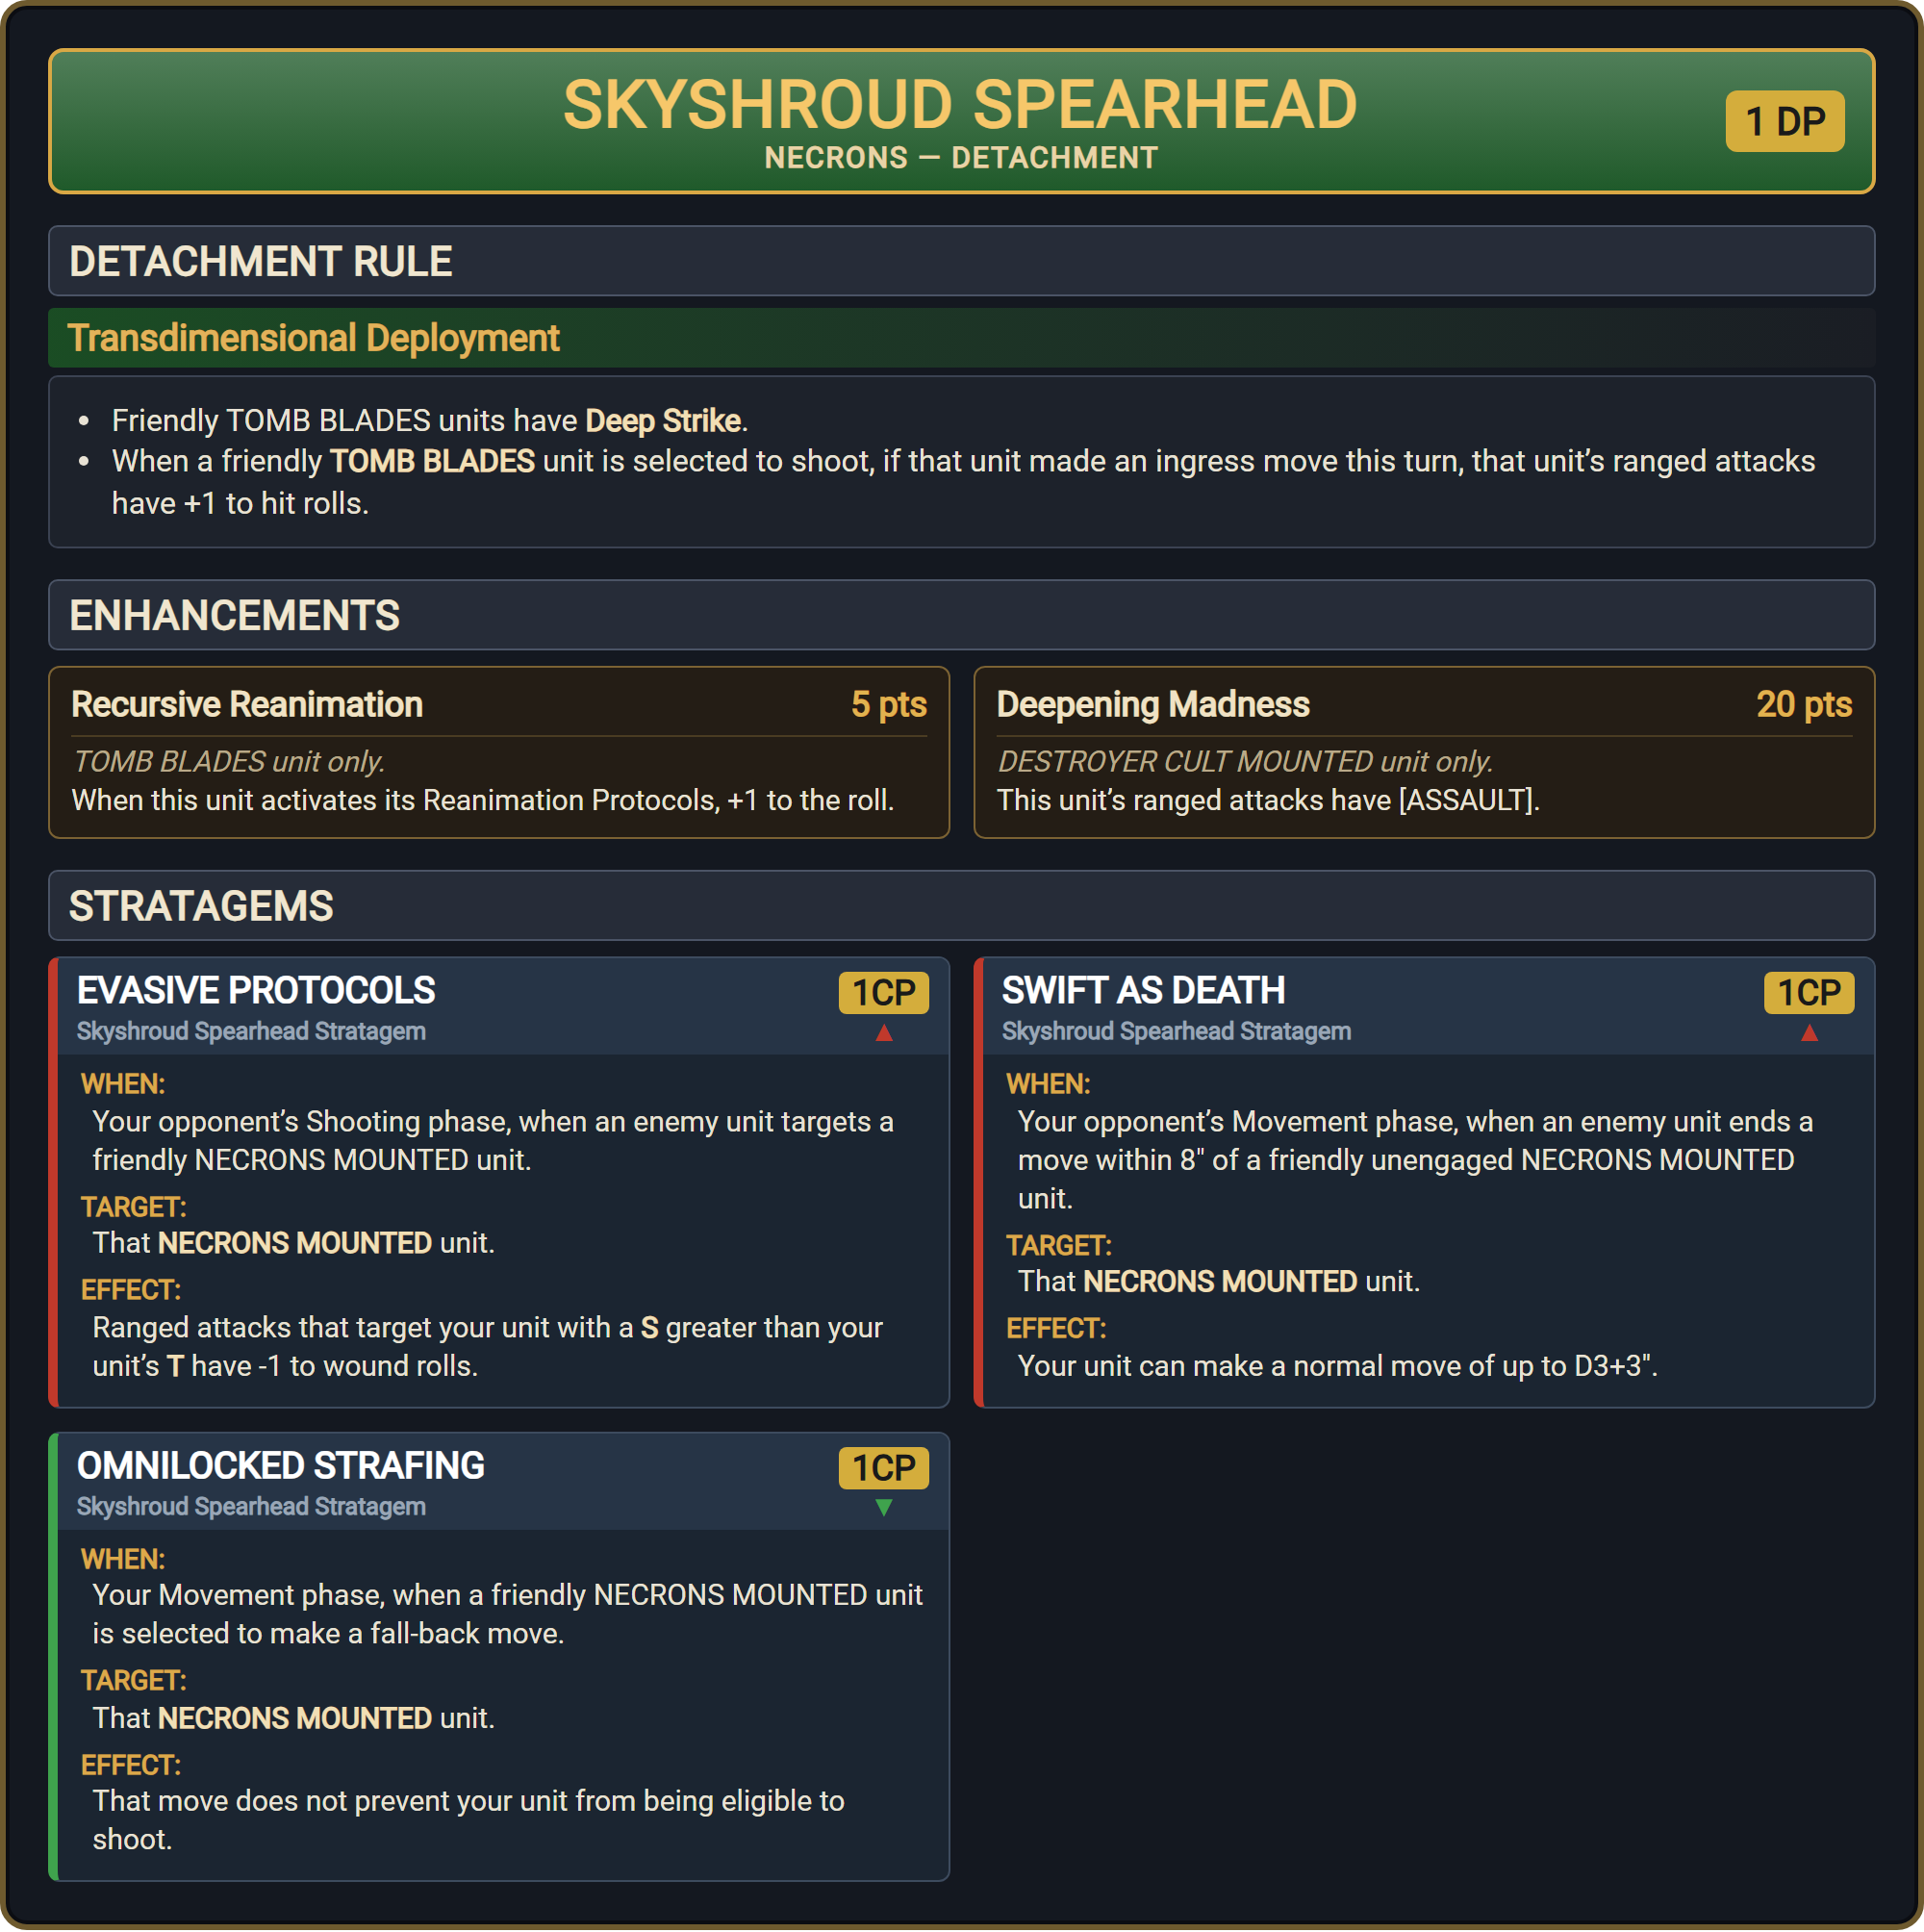 SKYSHROUD SPEARHEAD
NECRONS — DETACHMENT
1 DP
DETACHMENT RULE
Transdimensional Deployment
• Friendly TOMB BLADES units have Deep Strike.
• When a friendly TOMB BLADES unit is selected to shoot, if that unit made an ingress move this turn, that unit’s ranged attacks
have +1 to hit rolls.
ENHANCEMENTS
Recursive Reanimation 5 pts
TOMB BLADES unit only.
When this unit activates its Reanimation Protocols, +1 to the roll.
Deepening Madness 20 pts
DESTROYER CULT MOUNTED unit only.
This unit’s ranged attacks have [ASSAULT].
STRATAGEMS
EVASIVE PROTOCOLS 1CP
Skyshroud Spearhead Stratagem ▲
WHEN:
Your opponent’s Shooting phase, when an enemy unit targets a
friendly NECRONS MOUNTED unit.
TARGET:
That NECRONS MOUNTED unit.
EFFECT:
Ranged attacks that target your unit with a S greater than your
unit’s T have -1 to wound rolls.
SWIFT AS DEATH 1CP
Skyshroud Spearhead Stratagem ▲
WHEN:
Your opponent’s Movement phase, when an enemy unit ends a
move within 8" of a friendly unengaged NECRONS MOUNTED
unit.
TARGET:
That NECRONS MOUNTED unit.
EFFECT:
Your unit can make a normal move of up to D3+3".
OMNILOCKED STRAFING 1CP
Skyshroud Spearhead Stratagem ▼
WHEN:
Your Movement phase, when a friendly NECRONS MOUNTED unit
is selected to make a fall-back move.
TARGET:
That NECRONS MOUNTED unit.
EFFECT:
That move does not prevent your unit from being eligible to
shoot.